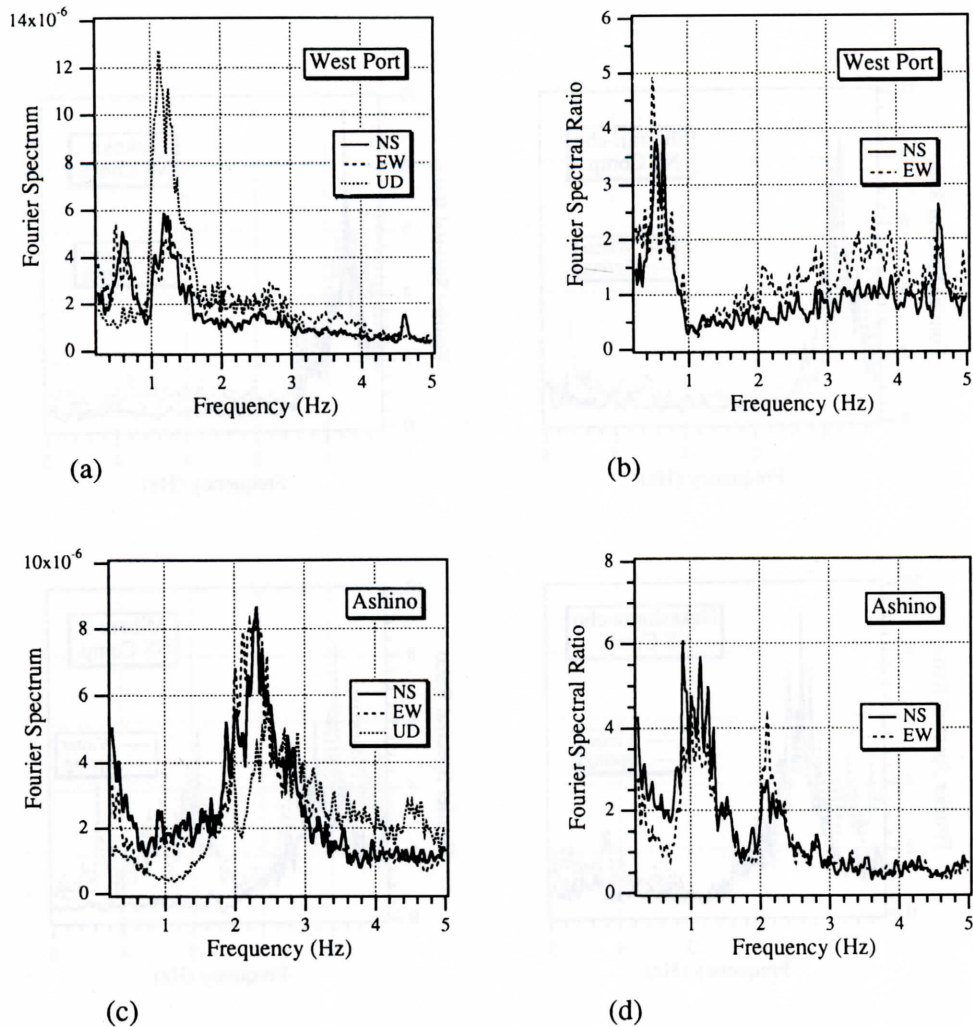 14x10-6
12
10
8
6
4
2
0
Fourier Spectrum
West Port
NS
EW
UD
1 2 3 4 5
Frequency (Hz)
(a)
6
5
4
3
2
1
0
Fourier Spectral Ratio
West Port
NS
EW
1 2 3 4 5
Frequency (Hz)
(b)
10x10-6
8
6
4
2
0
Fourier Spectrum
Ashino
NS
EW
UD
1 2 3 4 5
Frequency (Hz)
(c)
8
6
4
2
0
Fourier Spectral Ratio
Ashino
NS
EW
1 2 3 4 5
Frequency (Hz)
(d)